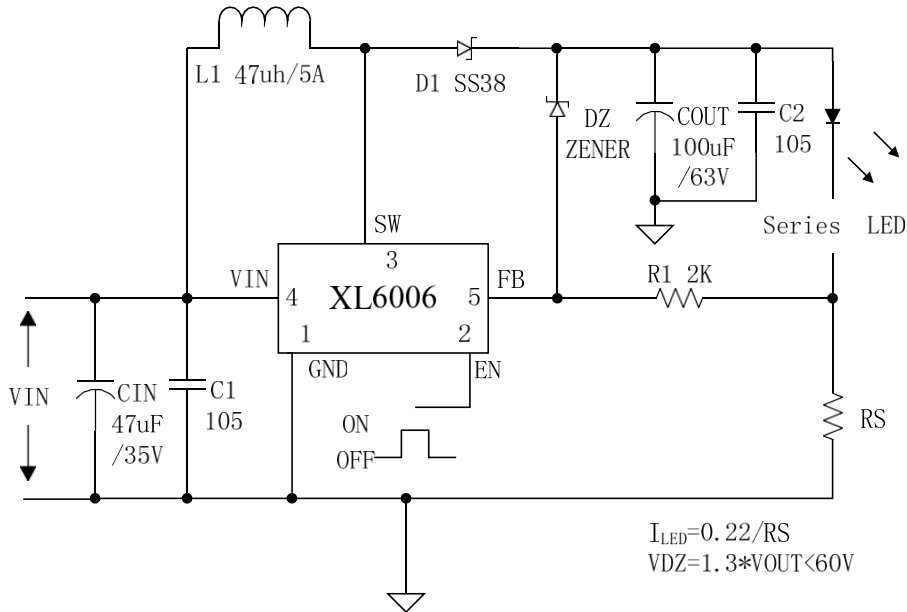 L1 47uh/5A
D1 SS38
DZ
ZENER
COUT
100uF
/63V
C2
105
Series LED
SW
3
VIN
4
XL6006
5
FB
R1 2K
1
2
GND
EN
VIN
CIN
47uF
/35V
C1
105
ON
OFF
RS
I_LED=0.22/RS
VDZ=1.3*VOUT<60V